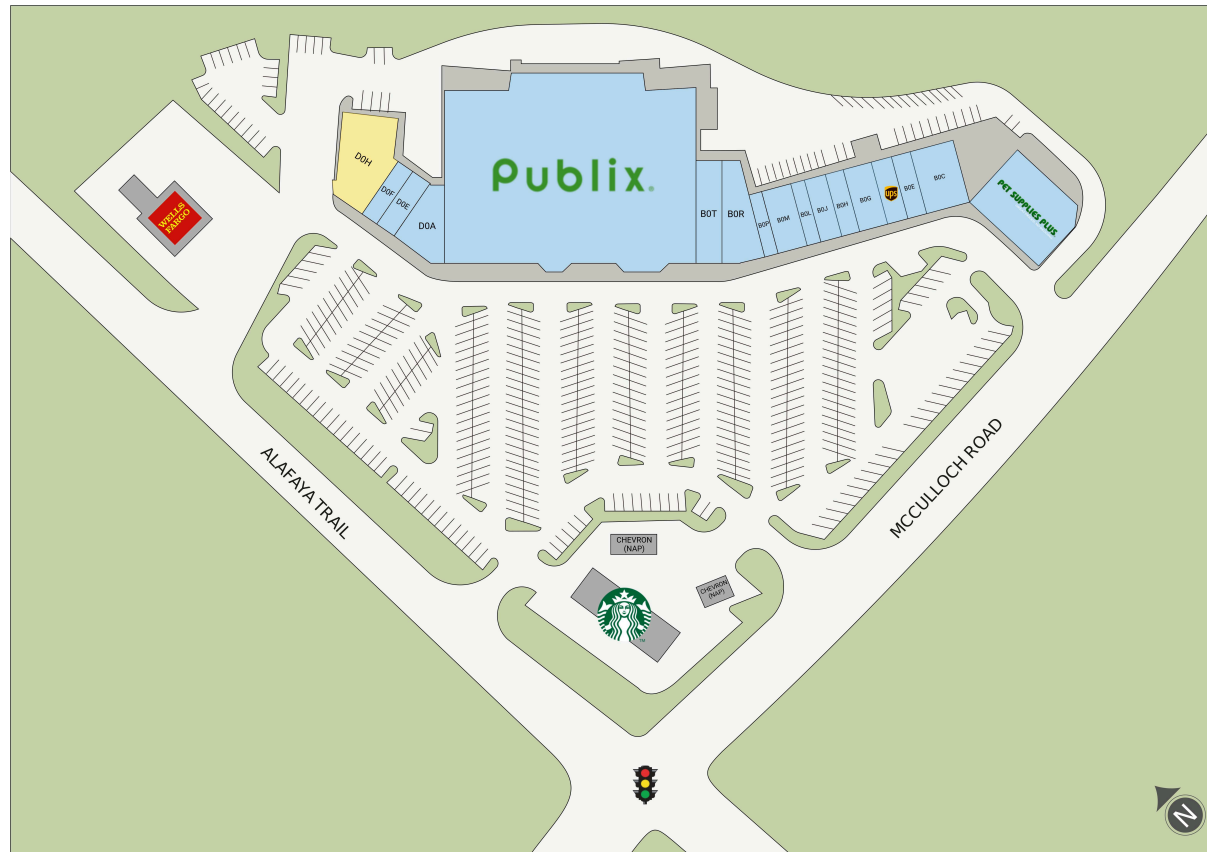 Publix.
D0H
D0F
D0E
D0A
B0T
B0R
B0P
B0M
B0L
B0J
B0H
B0G
ups
B0E
B0C
PET SUPPLIES PLUS
WELLS
FARGO
ALAFAYA TRAIL
MCCULLOCH ROAD
CHEVRON
(NAP)
CHEVRON
(NAP)
TM
N